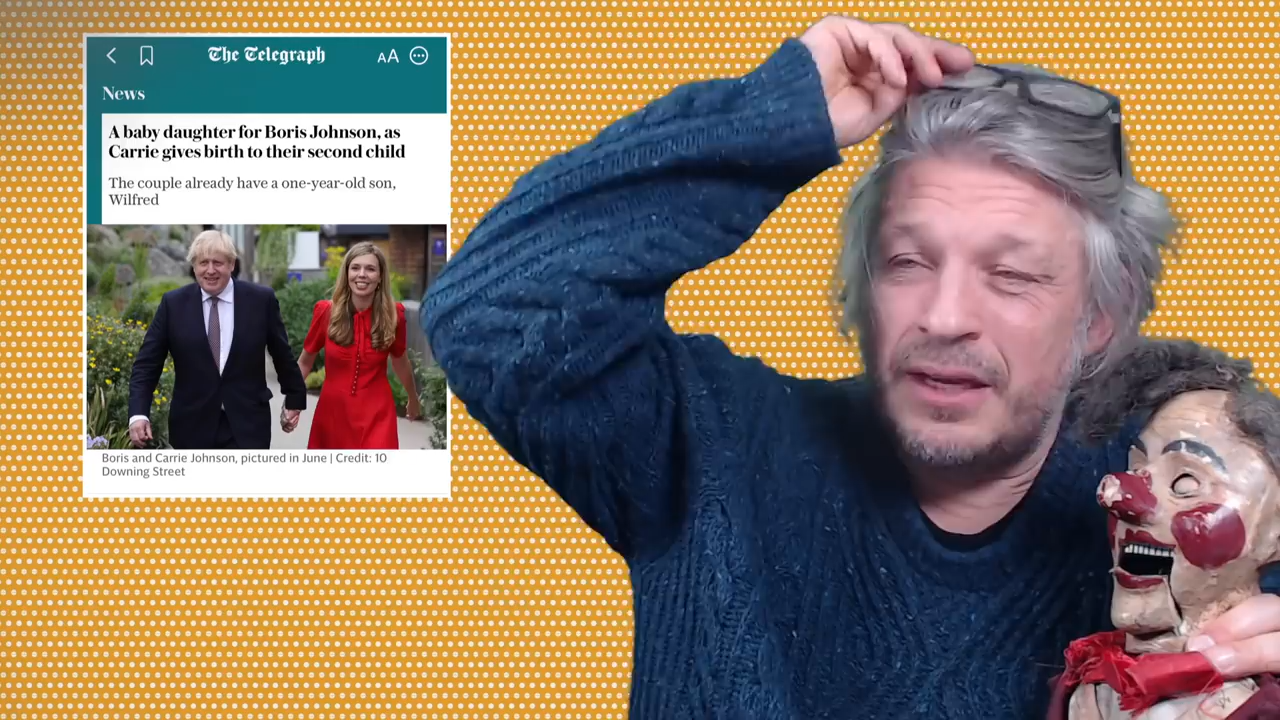 The Telegraph
AA
News
A baby daughter for Boris Johnson, as
Carrie gives birth to their second child
The couple already have a one-year-old son,
Wilfred
Boris and Carrie Johnson, pictured in June | Credit: 10
Downing Street